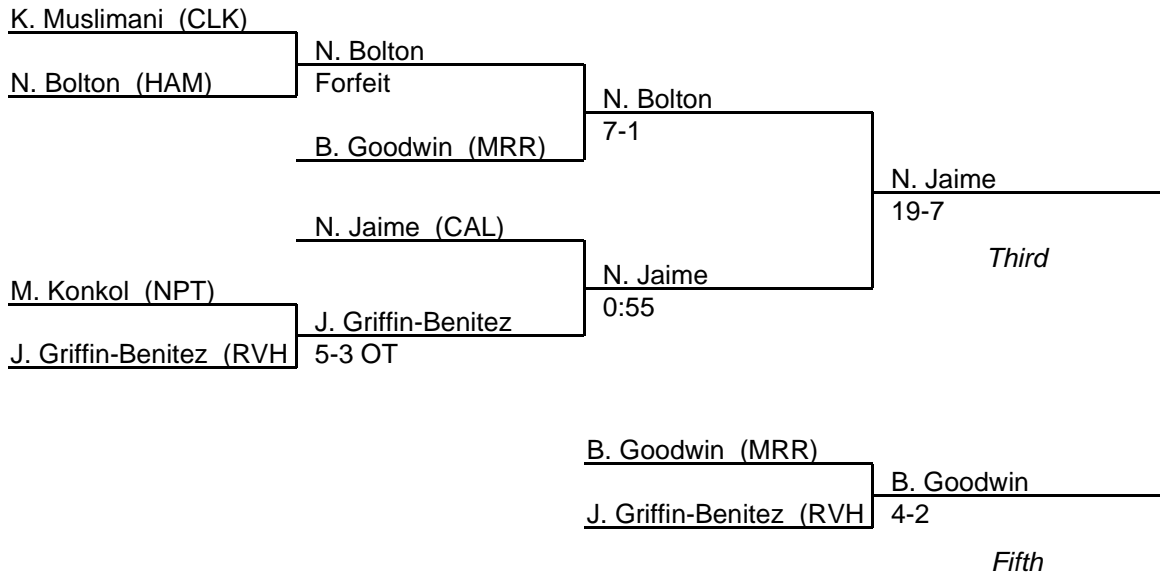 K. Muslimani (CLK)
N. Bolton
N. Bolton (HAM)
Forfeit
N. Bolton
7-1
B. Goodwin (MRR)
N. Jaime
19-7
N. Jaime (CAL)
Third
N. Jaime
M. Konkol (NPT)
0:55
J. Griffin-Benitez
J. Griffin-Benitez (RVH
5-3 OT
B. Goodwin (MRR)
B. Goodwin
J. Griffin-Benitez (RVH
4-2
Fifth